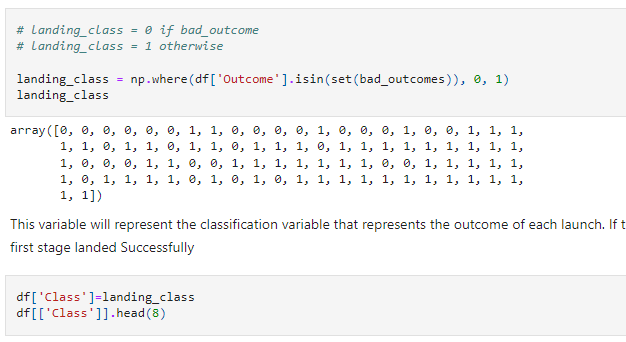 # landing_class = 0 if bad_outcome
# landing_class = 1 otherwise
landing_class = np.where(df['Outcome'].isin(set(bad_outcomes)), 0, 1)
landing_class
array([0, 0, 0, 0, 0, 0, 1, 1, 0, 0, 0, 0, 1, 0, 0, 0, 1, 0, 0, 1, 1, 1,
1, 1, 0, 1, 1, 0, 1, 1, 0, 1, 1, 1, 0, 1, 1, 1, 1, 1, 1, 1, 1, 1,
1, 0, 0, 0, 1, 1, 0, 0, 1, 1, 1, 1, 1, 1, 1, 0, 0, 1, 1, 1, 1, 1,
1, 0, 1, 1, 1, 1, 0, 1, 0, 1, 0, 1, 1, 1, 1, 1, 1, 1, 1, 1, 1, 1,
1, 1])
This variable will represent the classification variable that represents the outcome of each launch. If t
first stage landed Successfully
df['Class']=landing_class
df[['Class']].head(8)